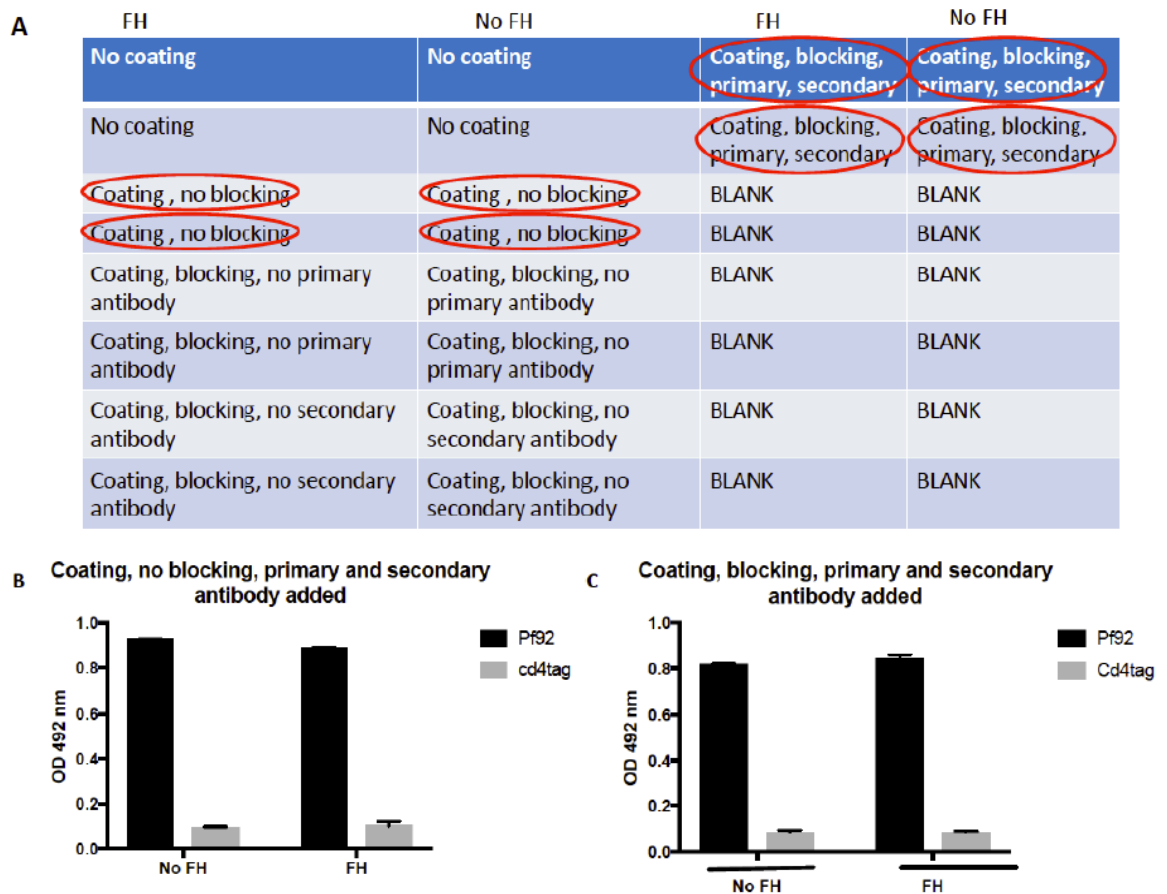 A
FH No FH FH No FH
No coating No coating Coating, blocking, Coating, blocking,
primary, secondary primary, secondary
No coating No coating Coating, blocking, Coating, blocking,
primary, secondary primary, secondary
Coating , no blocking Coating , no blocking BLANK BLANK
Coating , no blocking Coating , no blocking BLANK BLANK
Coating, blocking, no primary Coating, blocking, no BLANK BLANK
antibody primary antibody
Coating, blocking, no primary Coating, blocking, no BLANK BLANK
antibody primary antibody
Coating, blocking, no secondary Coating, blocking, no BLANK BLANK
antibody secondary antibody
Coating, blocking, no secondary Coating, blocking, no BLANK BLANK
antibody secondary antibody
B
Coating, no blocking, primary and secondary
antibody added
OD 492 nm
1.0
0.8
0.6
0.4
0.2
0.0
No FH FH
Pf92
cd4tag
C
Coating, blocking, primary and secondary
antibody added
OD 492 nm
1.0
0.8
0.6
0.4
0.2
0.0
No FH FH
Pf92
Cd4tag